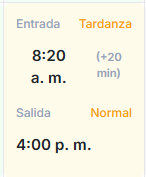 Entrada Tardanza
8:20 (+20
a. m. min)
Salida Normal
4:00 p. m.